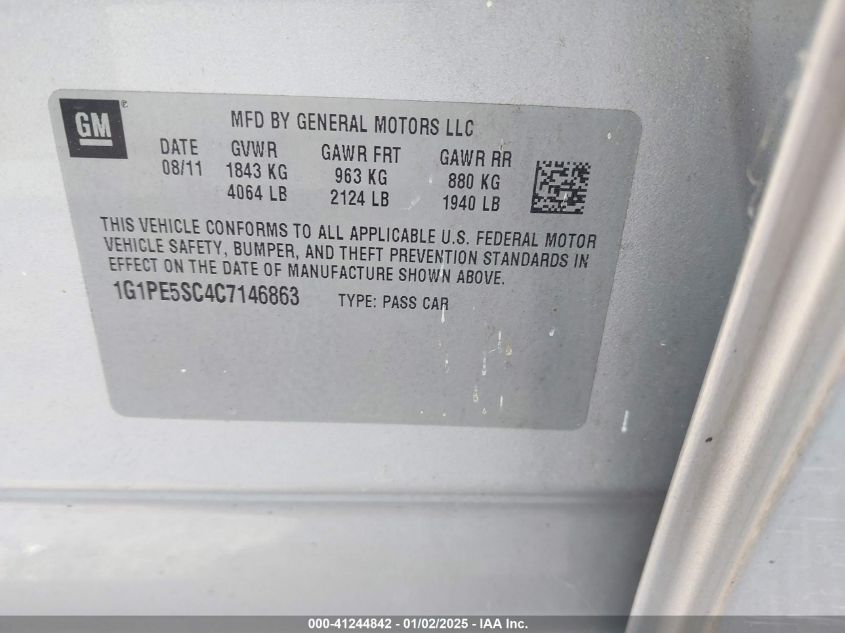 GM®
MFD BY GENERAL MOTORS LLC
DATE GVWR GAWR FRT GAWR RR
08/11 1843 KG 963 KG 880 KG
4064 LB 2124 LB 1940 LB
THIS VEHICLE CONFORMS TO ALL APPLICABLE U.S. FEDERAL MOTOR
VEHICLE SAFETY, BUMPER, AND THEFT PREVENTION STANDARDS IN
EFFECT ON THE DATE OF MANUFACTURE SHOWN ABOVE.
1G1PE5SC4C7146863 TYPE: PASS CAR
000-41244842 - 01/02/2025 - IAA Inc.